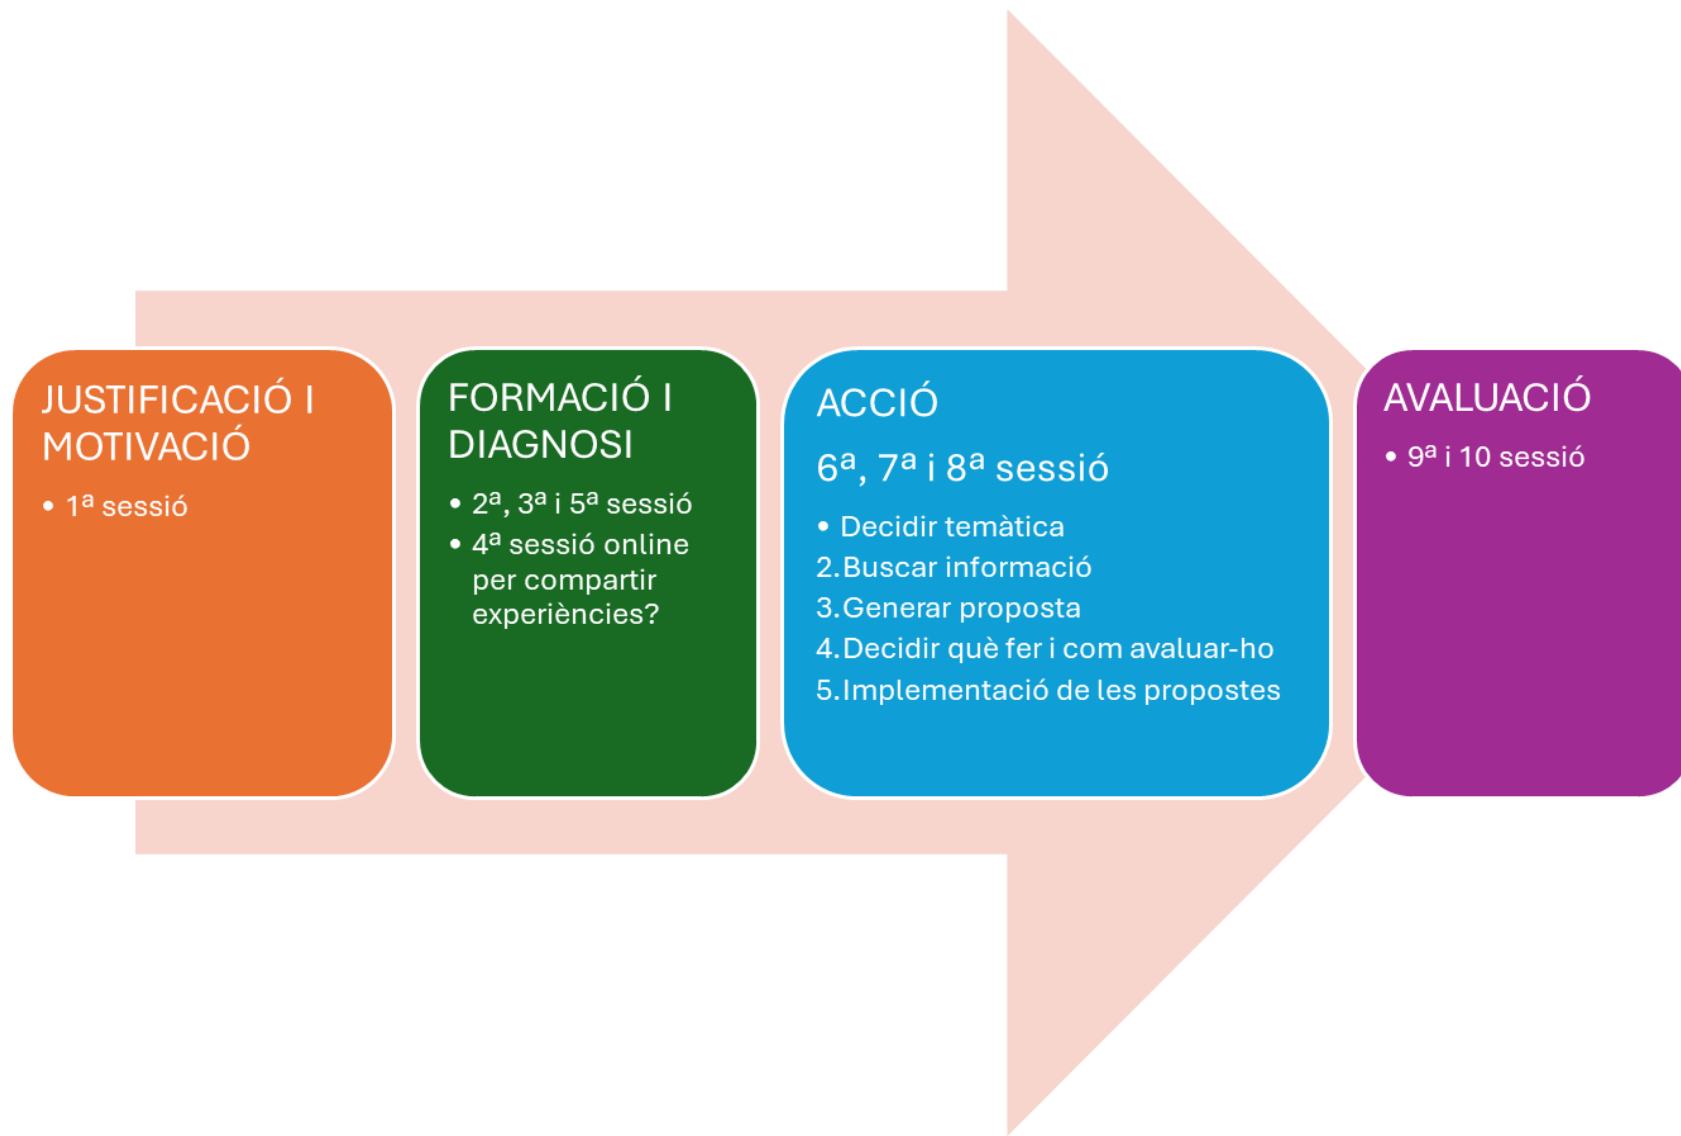 JUSTIFICACIÓ I
MOTIVACIÓ
• 1ª sessió
FORMACIÓ I
DIAGNOSI
• 2ª, 3ª i 5ª sessió
• 4ª sessió online
per compartir
experiències?
ACCIÓ
6ª, 7ª i 8ª sessió
• Decidir temàtica
2.Buscar informació
3.Generar proposta
4.Decidir què fer i com avaluar-ho
5.Implementació de les propostes
AVALUACIÓ
• 9ª i 10 sessió